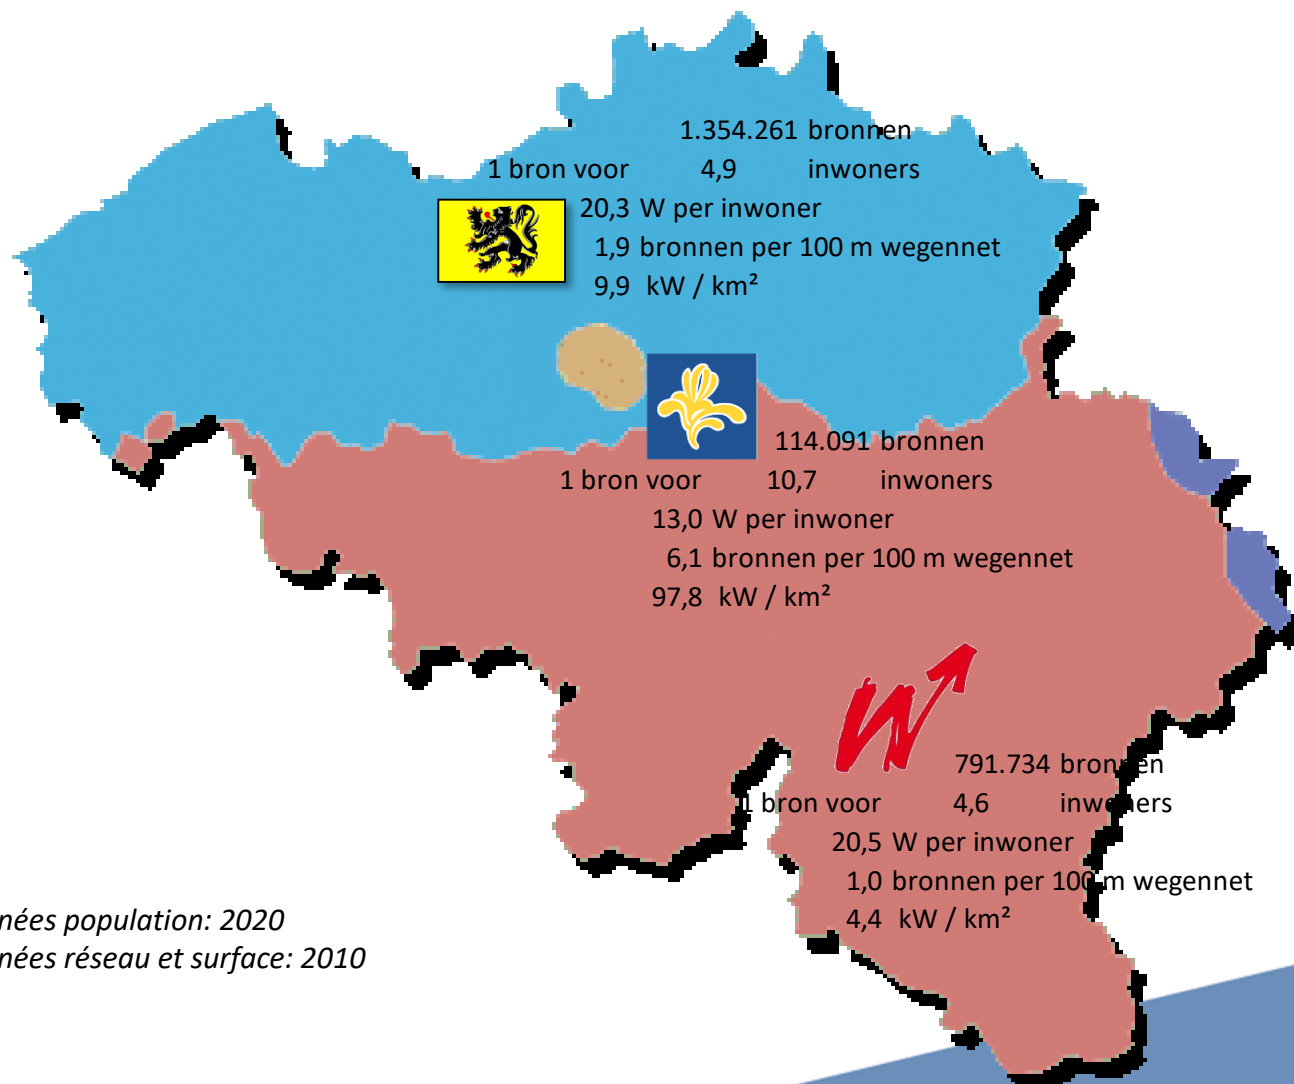 1.354.261 bronnen
1 bron voor 4,9 inwoners
20,3 W per inwoner
1,9 bronnen per 100 m wegennet
9,9 kW / km²
114.091 bronnen
1 bron voor 10,7 inwoners
13,0 W per inwoner
6,1 bronnen per 100 m wegennet
97,8 kW / km²
W
791.734 bronnen
1 bron voor 4,6 inwoners
20,5 W per inwoner
1,0 bronnen per 100 m wegennet
4,4 kW / km²
nées population: 2020
nées réseau et surface: 2010